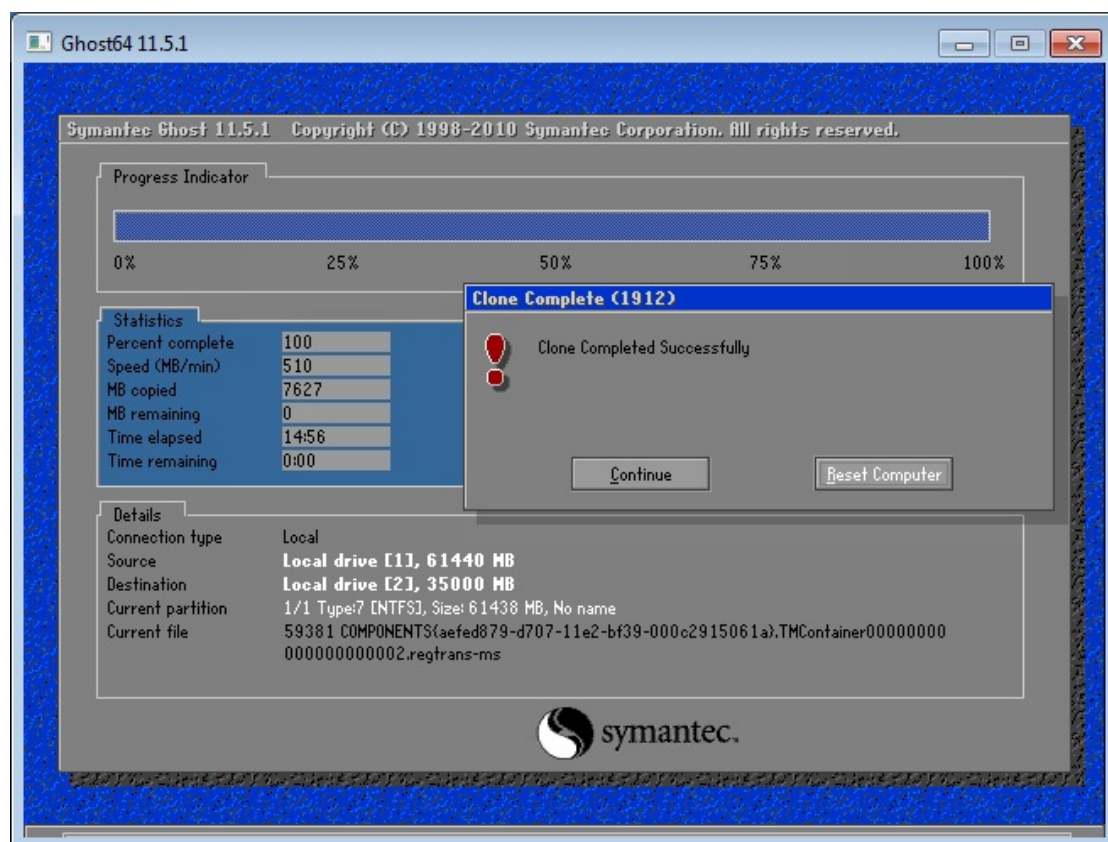 Ghost64 11.5.1
Symantec Ghost 11.5.1   Copyright (C) 1998-2010 Symantec Corporation. All rights reserved.
Progress Indicator
0% 25% 50% 75% 100%
Clone Complete (1912)
Clone Completed Successfully
Continue Reset Computer
Statistics
Percent complete 100
Speed (MB/min) 510
MB copied 7627
MB remaining 0
Time elapsed 14:56
Time remaining 0:00
Details
Connection type Local
Source Local drive [1], 61440 MB
Destination Local drive [2], 35000 MB
Current partition 1/1 Type:7 [NTFS], Size: 61438 MB, No name
Current file 59381 COMPONENTS{aefed879-d707-11e2-bf39-000c2915061a}.TMContainer00000000
000000000002.regtrans-ms
symantec.